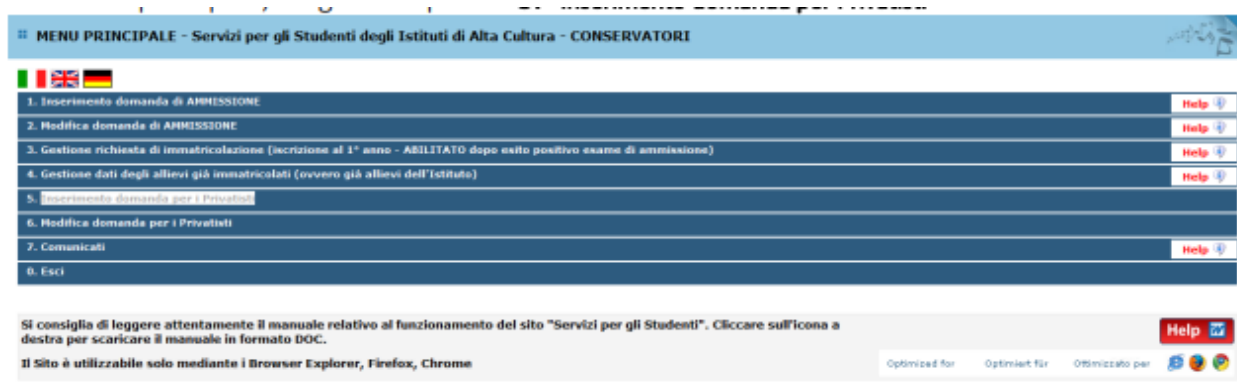 MENU PRINCIPALE - Servizi per gli Studenti degli Istituti di Alta Cultura - CONSERVATORI
1. Inserimento domanda di AMMISSIONE
Help
2. Modifica domanda di AMMISSIONE
Help
3. Gestione richiesta di immatricolazione (iscrizione al 1° anno - ABILITATO dopo esito positivo esame di ammissione)
Help
4. Gestione dati degli allievi già immatricolati (ovvero già allievi dell'Istituto)
Help
5. Inserimento domanda per i Privatisti
6. Modifica domanda per i Privatisti
7. Comunicati
Help
0. Esci
Si consiglia di leggere attentamente il manuale relativo al funzionamento del sito "Servizi per gli Studenti". Cliccare sull'icona a
destra per scaricare il manuale in formato DOC.
Help
Il Sito è utilizzabile solo mediante i Browser Explorer, Firefox, Chrome
Optimized for Optimiert für Ottimizzato per